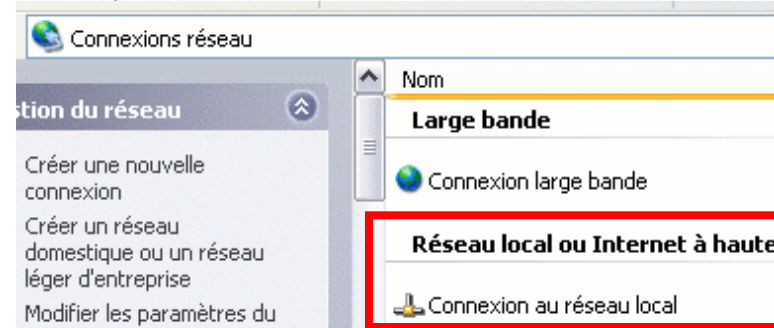 Connexions réseau
stion du réseau
Créer une nouvelle
connexion
Créer un réseau
domestique ou un réseau
léger d'entreprise
Modifier les paramètres du
Nom
Large bande
Connexion large bande
Réseau local ou Internet à haute
Connexion au réseau local